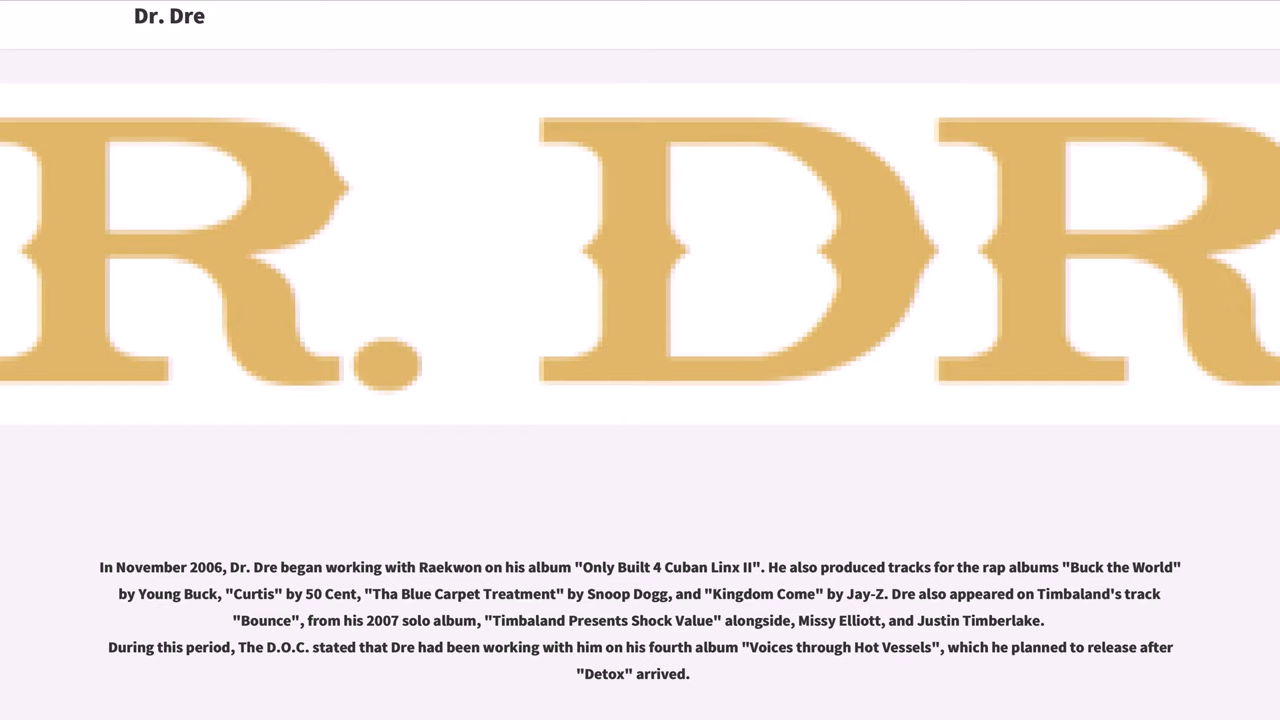 Dr. Dre
R. DR
In November 2006, Dr. Dre began working with Raekwon on his album "Only Built 4 Cuban Linx II". He also produced tracks for the rap albums "Buck the World"
by Young Buck, "Curtis" by 50 Cent, "Tha Blue Carpet Treatment" by Snoop Dogg, and "Kingdom Come" by Jay-Z. Dre also appeared on Timbaland's track
"Bounce", from his 2007 solo album, "Timbaland Presents Shock Value" alongside, Missy Elliott, and Justin Timberlake.
During this period, The D.O.C. stated that Dre had been working with him on his fourth album "Voices through Hot Vessels", which he planned to release after
"Detox" arrived.